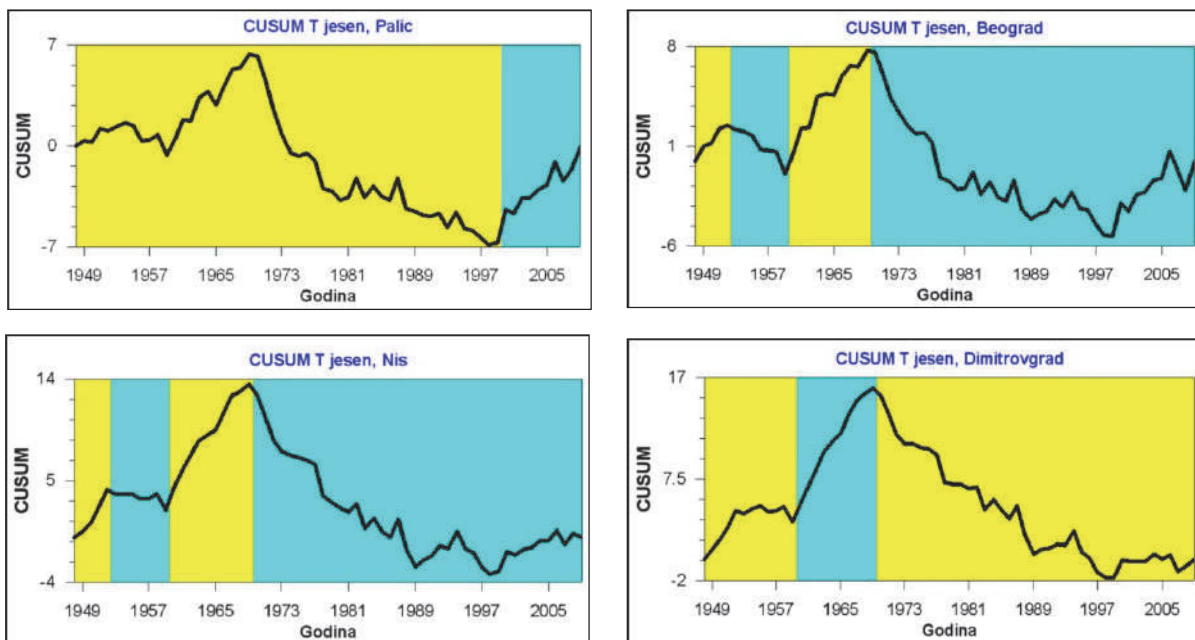 CUSUM T jesen, Palic
7
0
-7
CUSUM
1949 1957 1965 1973 1981 1989 1997 2005
Godina
CUSUM T jesen, Beograd
8
1
-6
CUSUM
1949 1957 1965 1973 1981 1989 1997 2005
Godina
CUSUM T jesen, Nis
14
5
-4
CUSUM
1949 1957 1965 1973 1981 1989 1997 2005
Godina
CUSUM T jesen, Dimitrovgrad
17
7.5
-2
CUSUM
1949 1957 1965 1973 1981 1989 1997 2005
Godina